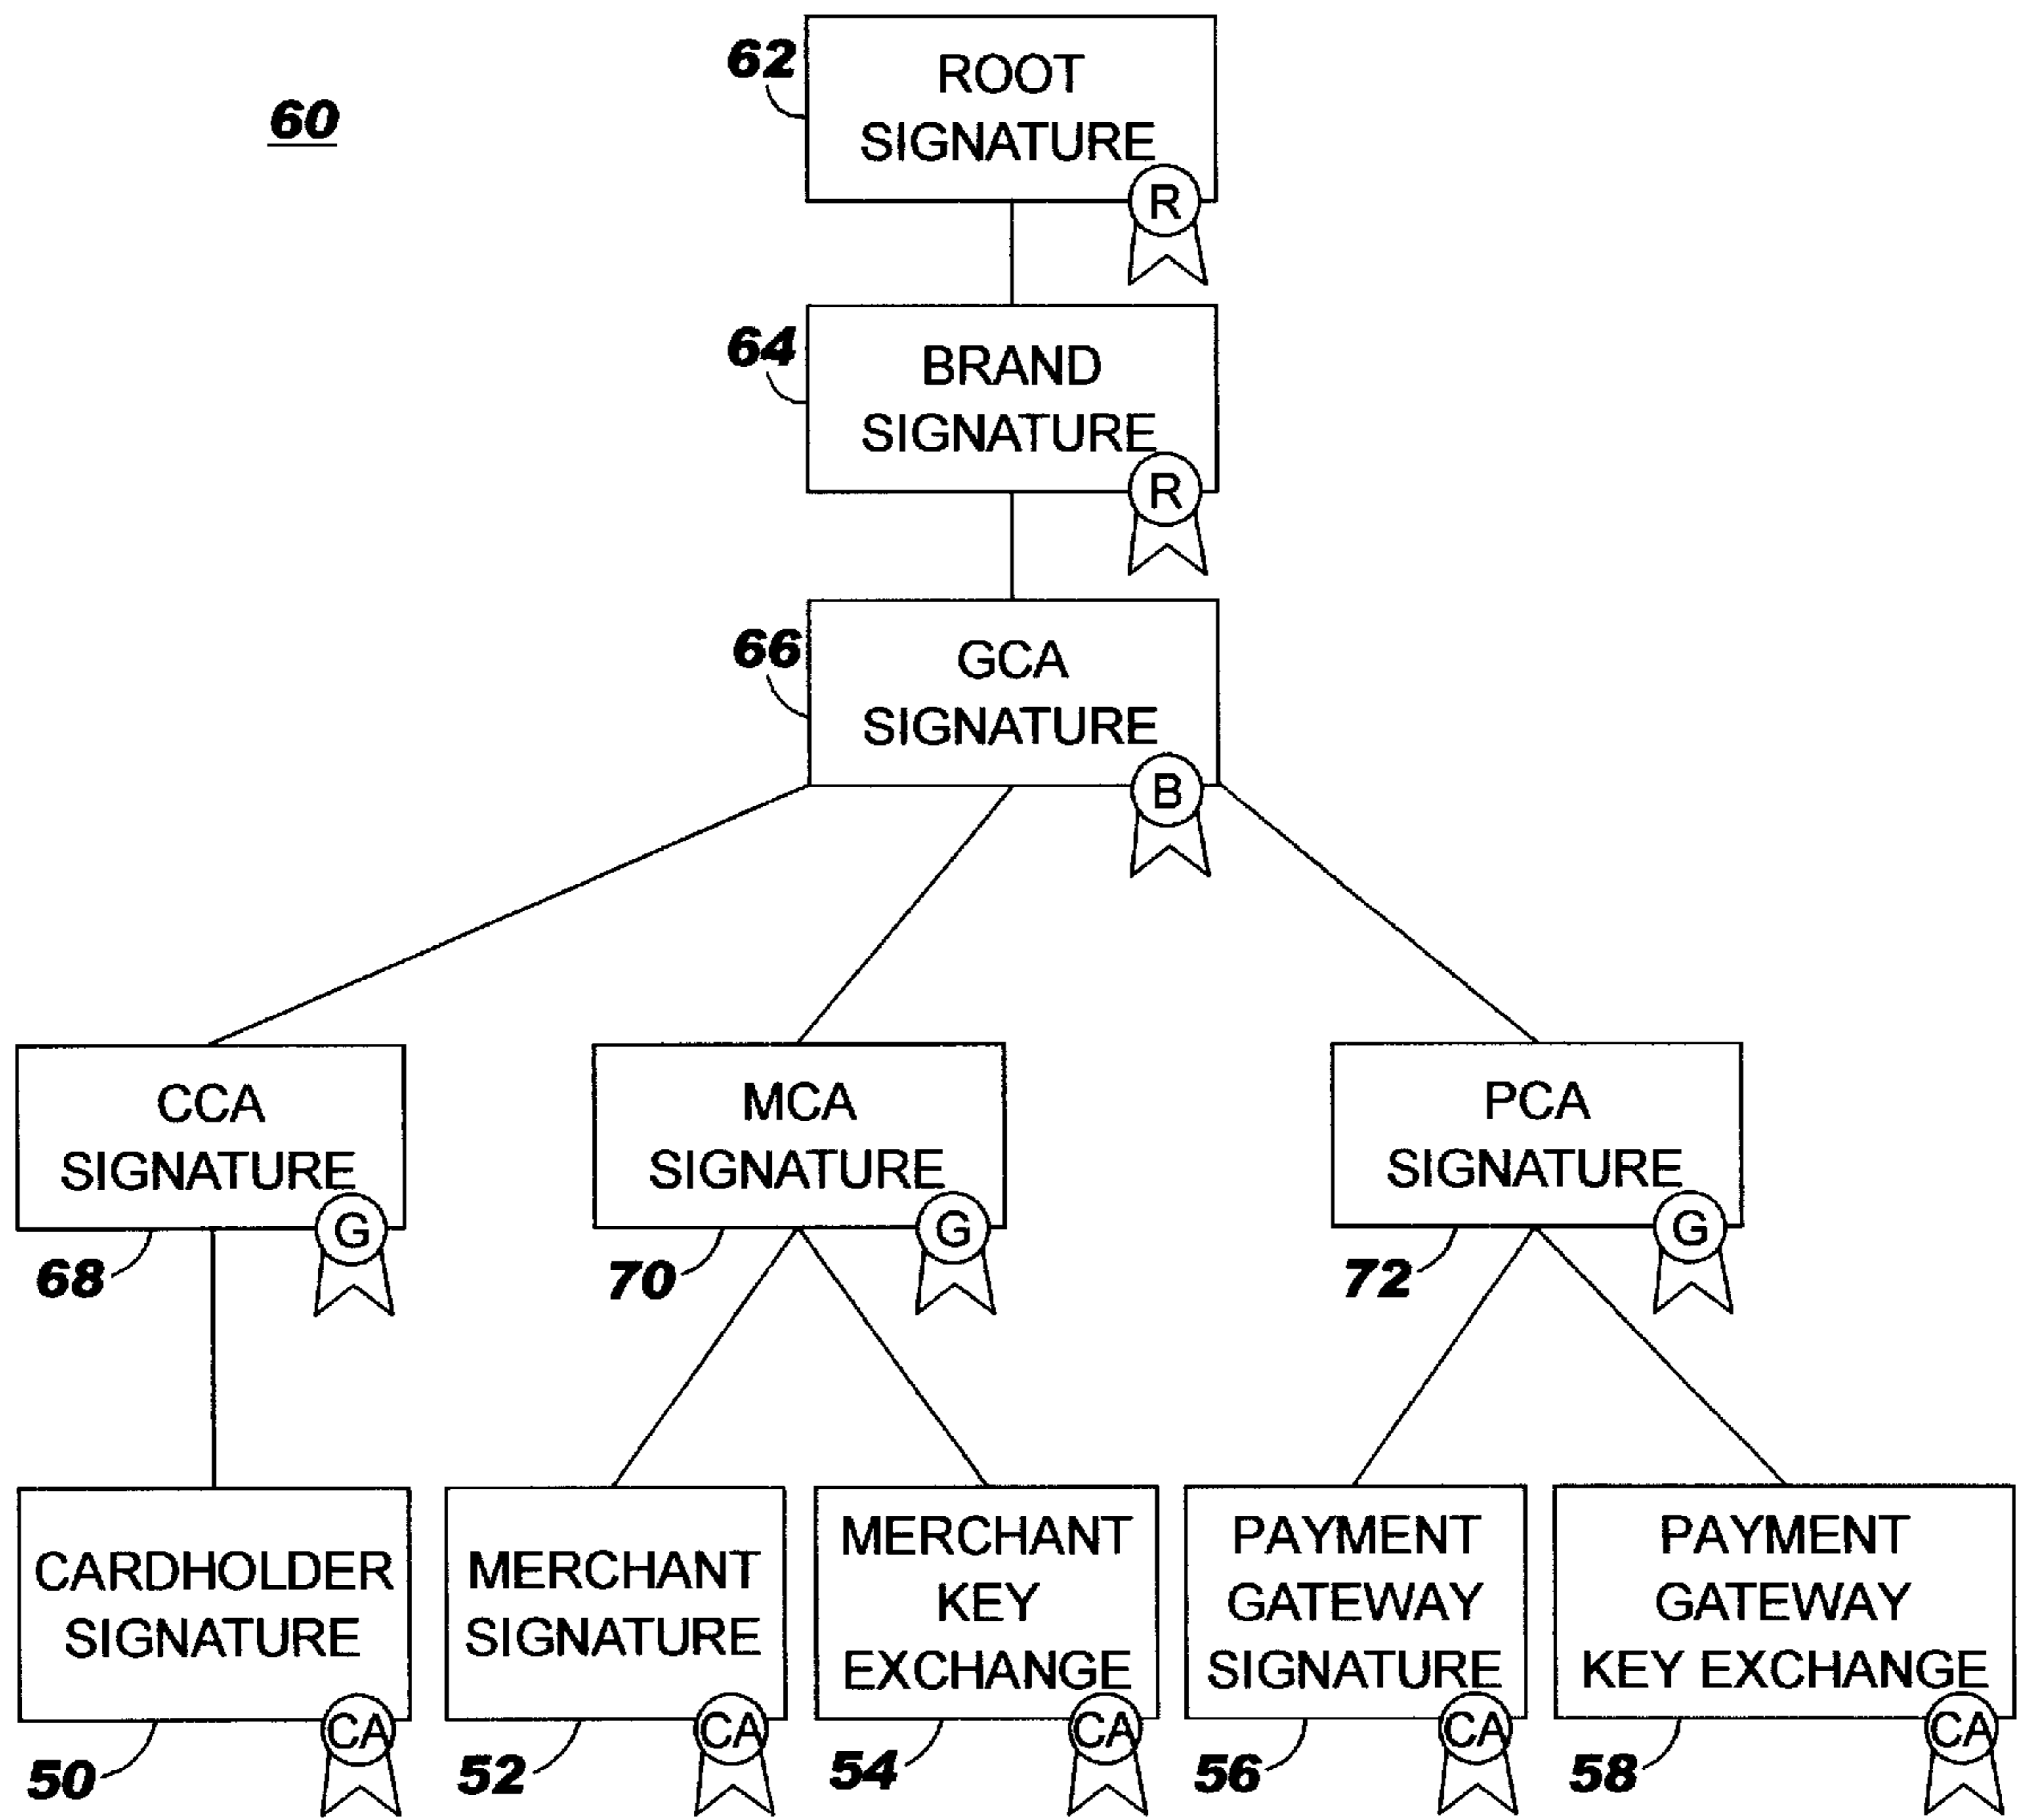 60
62
ROOT
SIGNATURE
R
64
BRAND
SIGNATURE
R
66
GCA
SIGNATURE
B
CCA
SIGNATURE
G
68
MCA
SIGNATURE
G
70
PCA
SIGNATURE
G
72
CARDHOLDER
SIGNATURE
CA
50
MERCHANT
SIGNATURE
CA
52
MERCHANT
KEY
EXCHANGE
CA
54
PAYMENT
GATEWAY
SIGNATURE
CA
56
PAYMENT
GATEWAY
KEY EXCHANGE
CA
58